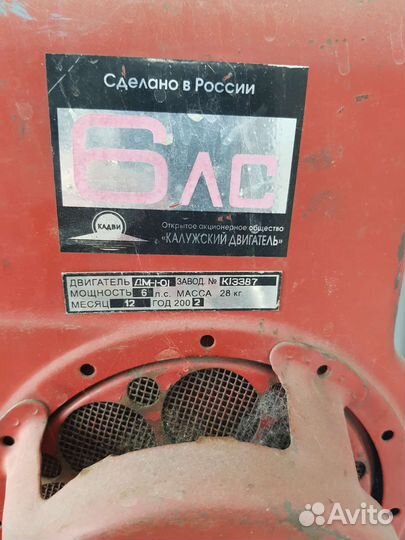 Сделано в России
6лс
КАДВИ
Открытое акционерное общество
«КАЛУЖСКИЙ ДВИГАТЕЛЬ»
ДВИГАТЕЛЬ ДМ-1-01 ЗАВОД. № К13387
МОЩНОСТЬ 6 л.с. МАССА 28 кг
МЕСЯЦ 12 ГОД 2002
Avito